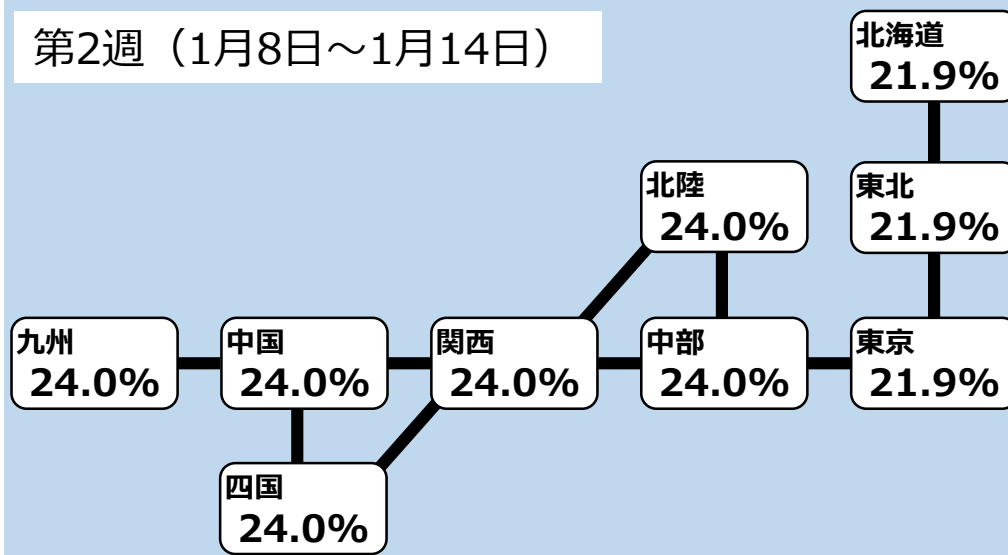 第2週（1月8日～1月14日）
北海道
21.9%
北陸
24.0%
東北
21.9%
九州
24.0%
中国
24.0%
関西
24.0%
中部
24.0%
東京
21.9%
四国
24.0%